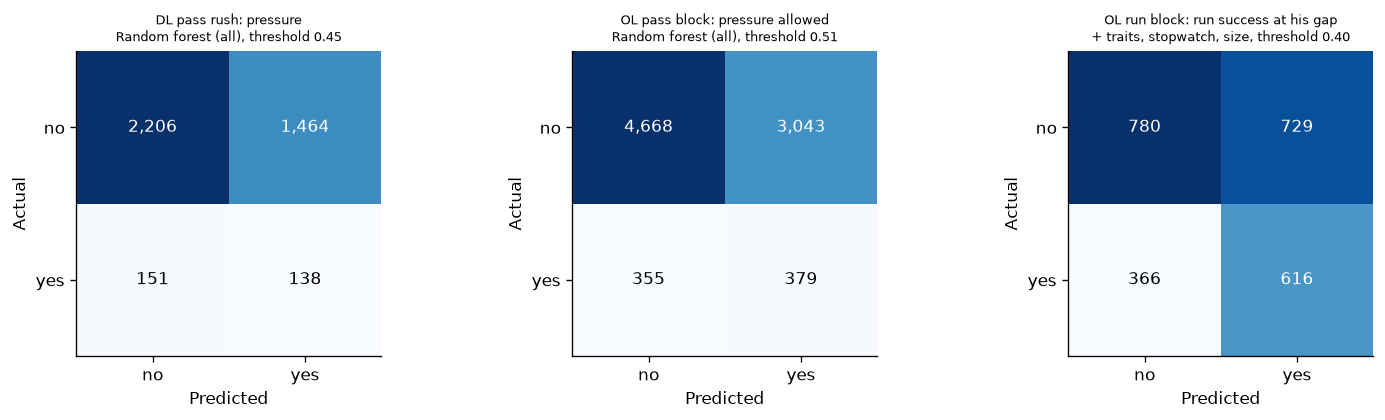 DL pass rush: pressure
Random forest (all), threshold 0.45
Actual
no
2,206
1,464
yes
151
138
no
yes
Predicted
OL pass block: pressure allowed
Random forest (all), threshold 0.51
Actual
no
4,668
3,043
yes
355
379
no
yes
Predicted
OL run block: run success at his gap
+ traits, stopwatch, size, threshold 0.40
Actual
no
780
729
yes
366
616
no
yes
Predicted